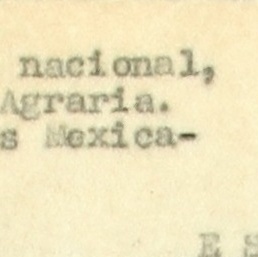 nacional,
Agraria.
s Mexica-
E S